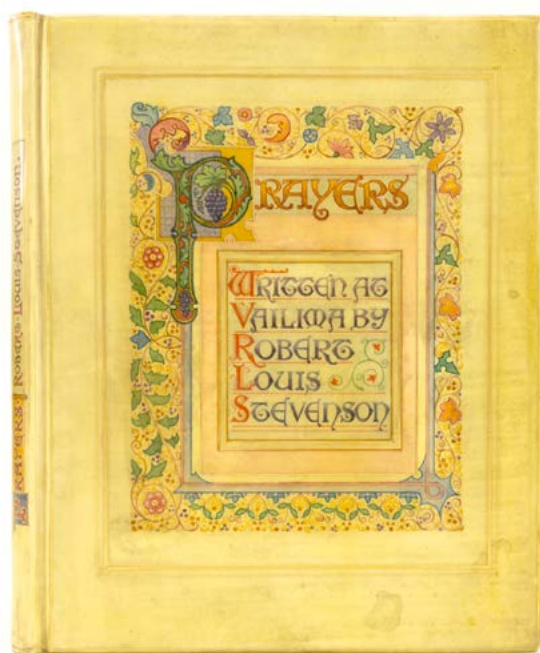 PRAYERS
WRITTEN AT
VAILIMA BY
ROBERT
LOUIS
STEVENSON
PRAYERS · ROBERT · LOUIS · STEVENSON ·